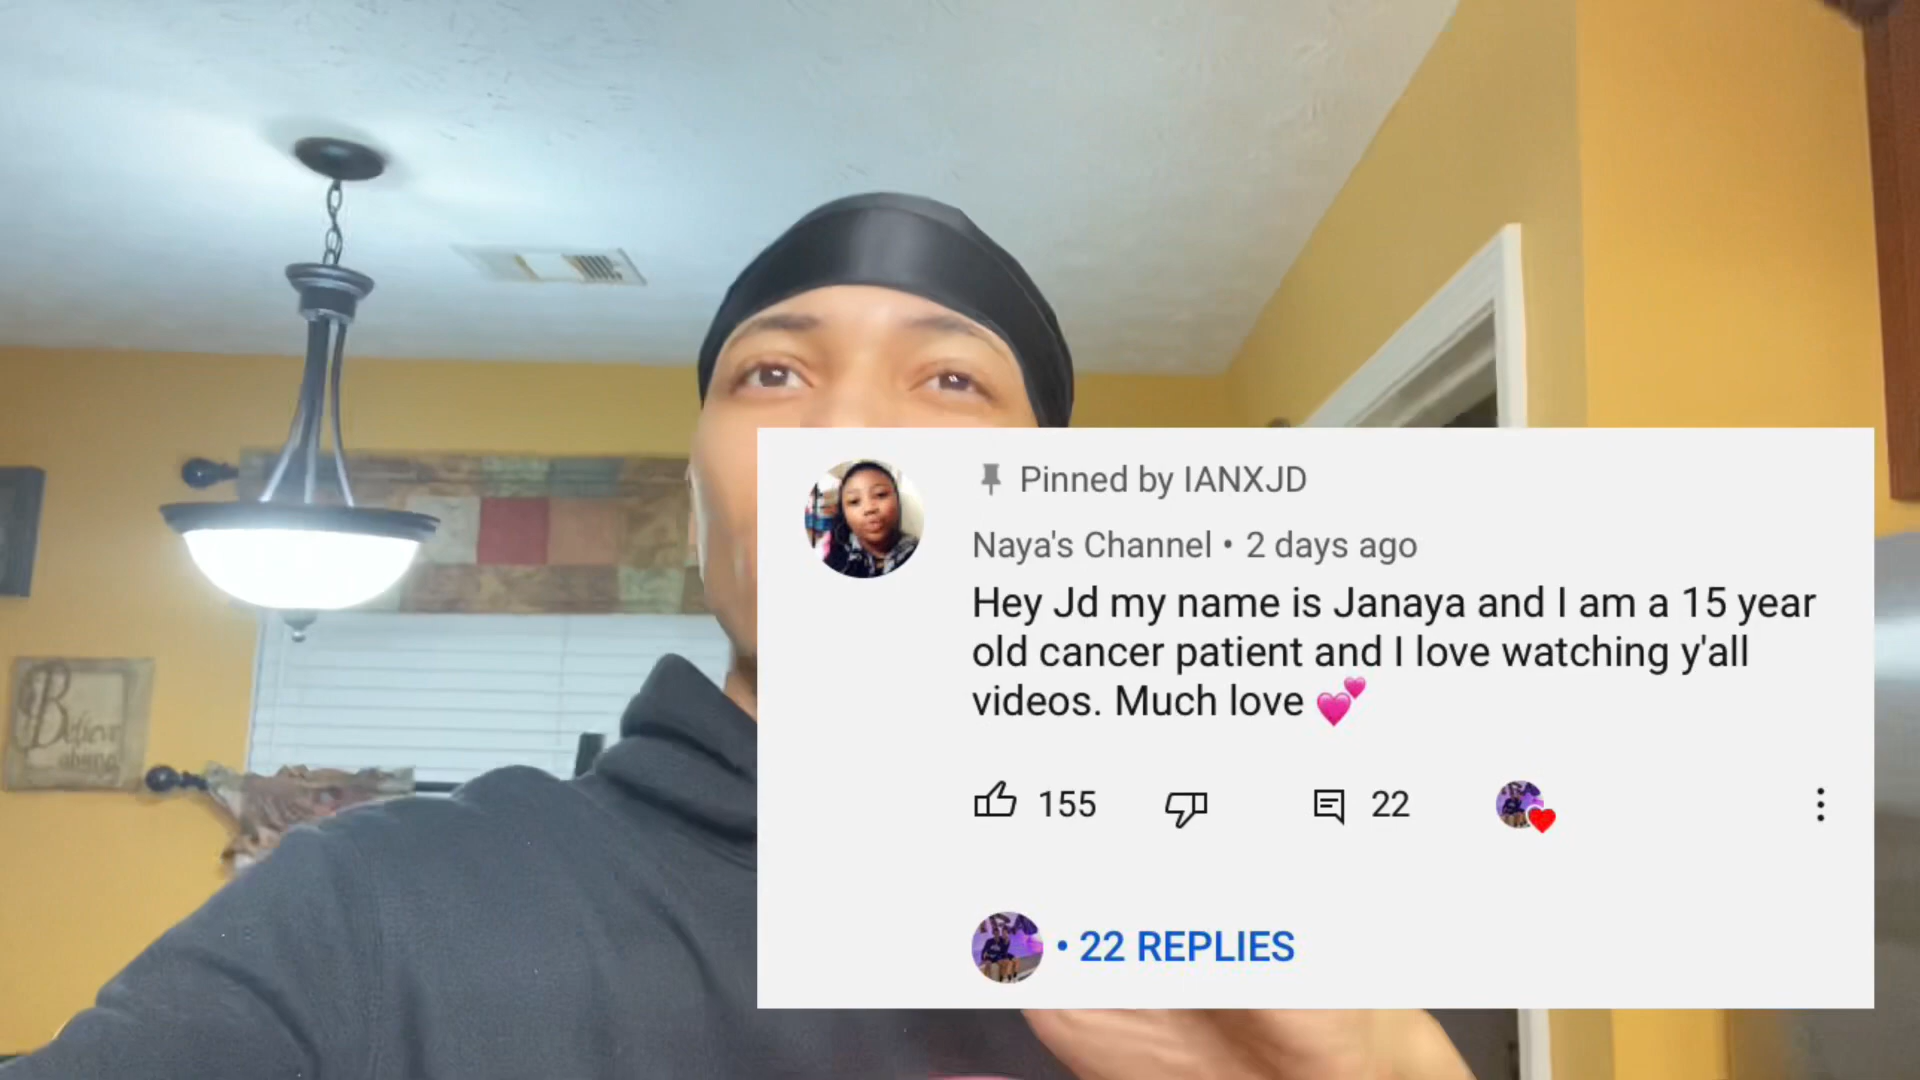 Pinned by IANXJD
Naya's Channel • 2 days ago
Hey Jd my name is Janaya and I am a 15 year
old cancer patient and I love watching y'all
videos. Much love 💕
155
22
• 22 REPLIES
Believe